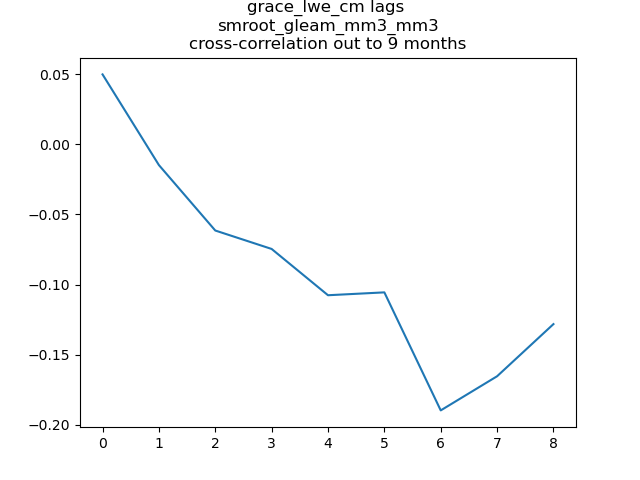 grace_lwe_cm lags
smroot_gleam_mm3_mm3
cross-correlation out to 9 months
0.05
0.00
−0.05
−0.10
−0.15
−0.20
0 1 2 3 4 5 6 7 8